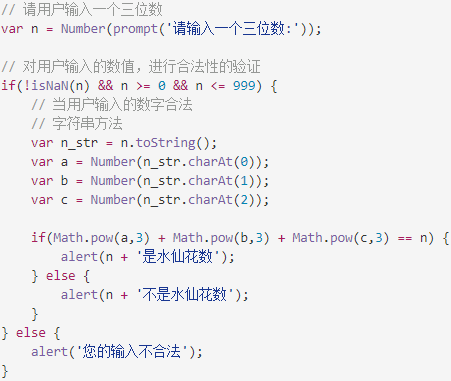 // 请用户输入一个三位数
var n = Number(prompt('请输入一个三位数:'));

// 对用户输入的数值，进行合法性的验证
if(!isNaN(n) && n >= 0 && n <= 999) {
    // 当用户输入的数字合法
    // 字符串方法
    var n_str = n.toString();
    var a = Number(n_str.charAt(0));
    var b = Number(n_str.charAt(1));
    var c = Number(n_str.charAt(2));

    if(Math.pow(a,3) + Math.pow(b,3) + Math.pow(c,3) == n) {
        alert(n + '是水仙花数');
    } else {
        alert(n + '不是水仙花数');
    }
} else {
    alert('您的输入不合法');
}